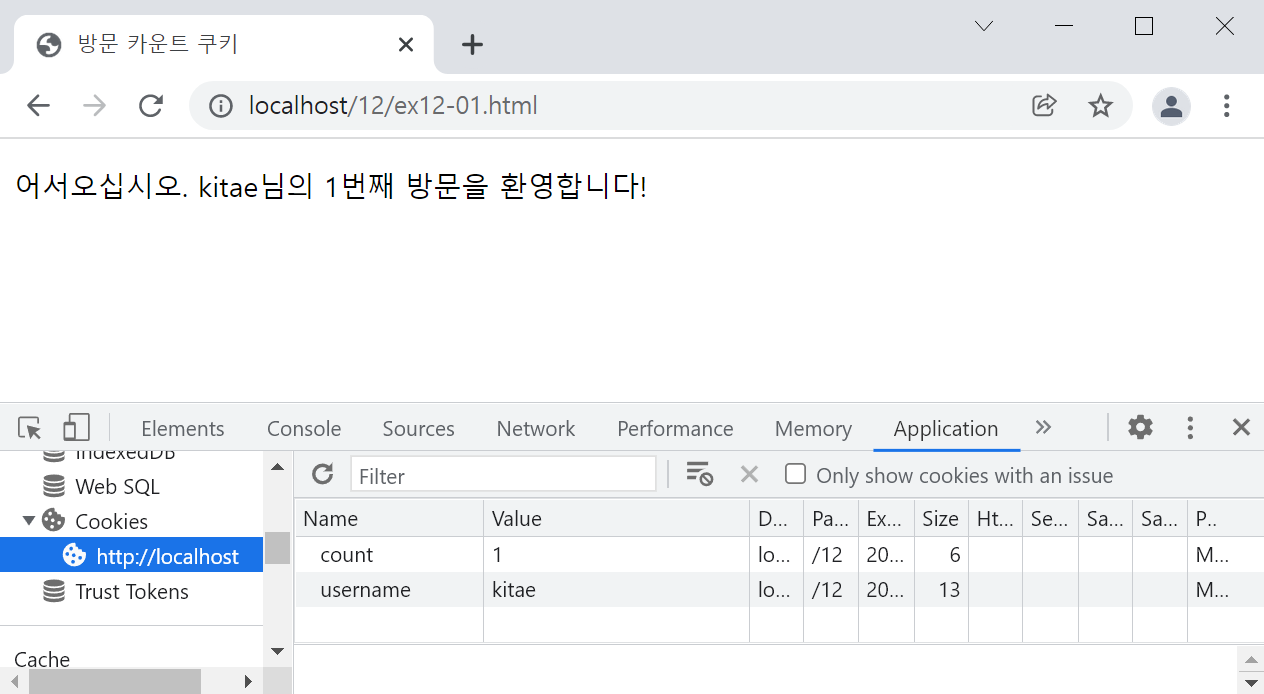 방문 카운트 쿠키
localhost/12/ex12-01.html
어서오십시오. kitae님의 1번째 방문을 환영합니다!
Elements Console Sources Network Performance Memory Application
IndexedDB
Web SQL
Cookies
http://localhost
Trust Tokens
Cache
Filter Only show cookies with an issue
Name Value D... Pa... Ex... Size Ht... Se... Sa... Sa... P..
count 1 lo... /12 20... 6 M...
username kitae lo... /12 20... 13 M...